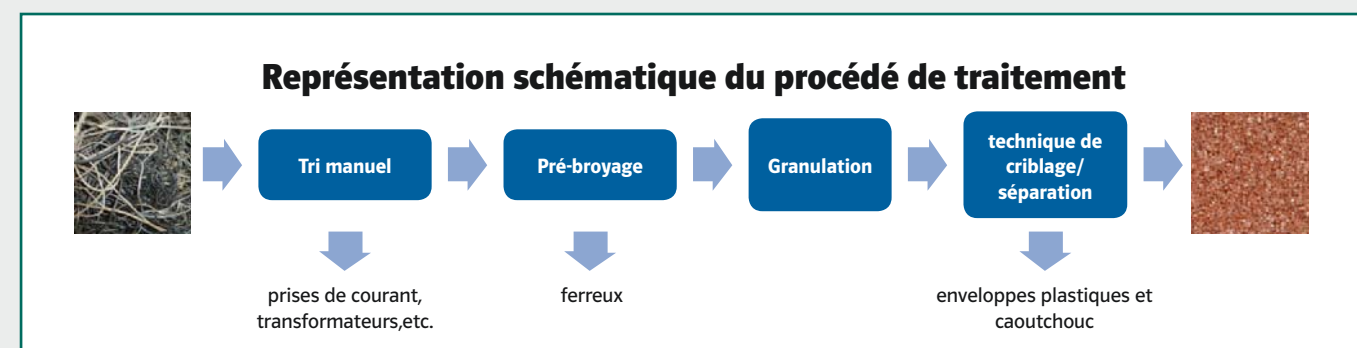 Représentation schématique du procédé de traitement
Tri manuel
Pré-broyage
Granulation
technique de
criblage/
séparation
prises de courant,
transformateurs,etc.
ferreux
enveloppes plastiques et
caoutchouc